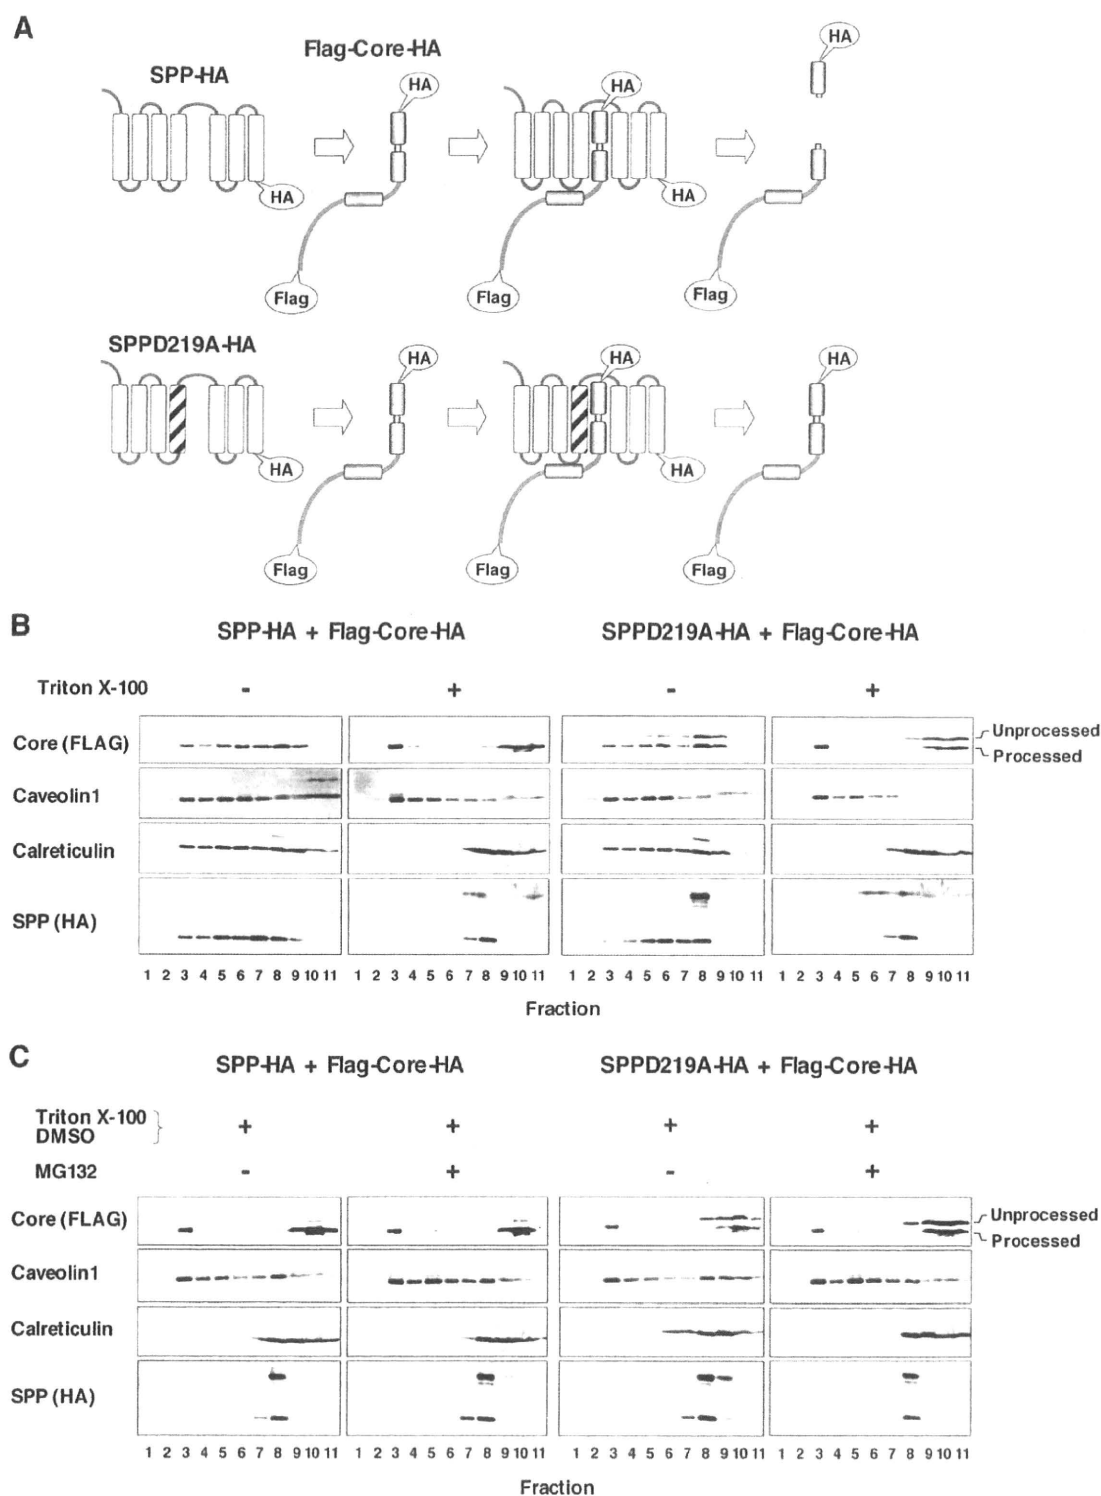 A
SPP-HA
Flag-Core-HA
HA
HA
HA
HA
HA
Flag
Flag
Flag
SPPD219A-HA
HA
HA
HA
HA
HA
Flag
Flag
Flag
B
SPP-HA + Flag-Core-HA
SPPD219A-HA + Flag-Core-HA
Triton X-100 - + - +
Core (FLAG)
Unprocessed
Processed
Caveolin1
Calreticulin
SPP (HA)
1 2 3 4 5 6 7 8 9 10 11 1 2 3 4 5 6 7 8 9 10 11 1 2 3 4 5 6 7 8 9 10 11 1 2 3 4 5 6 7 8 9 10 11
Fraction
C
SPP-HA + Flag-Core-HA
SPPD219A-HA + Flag-Core-HA
Triton X-100
DMSO + + + +
MG132 - + - +
Core (FLAG)
Unprocessed
Processed
Caveolin1
Calreticulin
SPP (HA)
1 2 3 4 5 6 7 8 9 10 11 1 2 3 4 5 6 7 8 9 10 11 1 2 3 4 5 6 7 8 9 10 11 1 2 3 4 5 6 7 8 9 10 11
Fraction